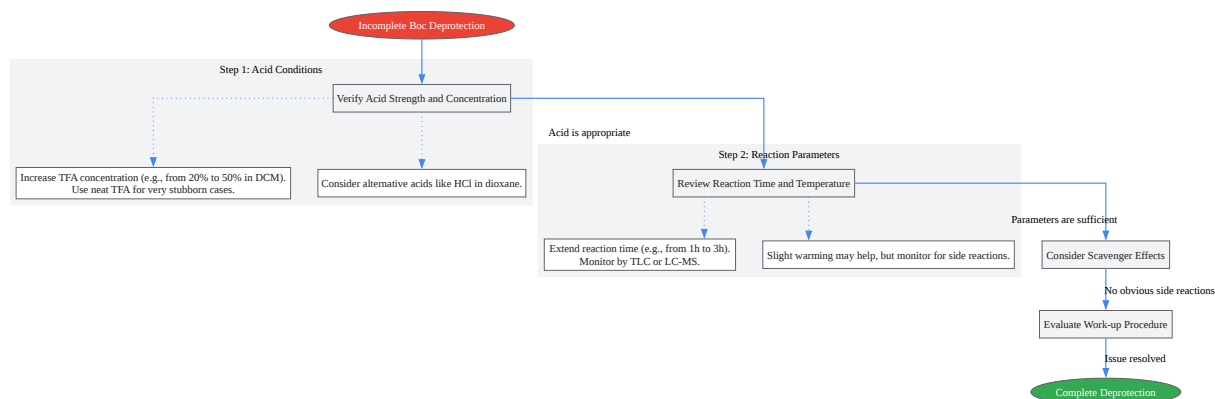 Incomplete Boc Deprotection
Step 1: Acid Conditions
Verify Acid Strength and Concentration
Acid is appropriate
Increase TFA concentration (e.g., from 20% to 50% in DCM).
Use neat TFA for very stubborn cases.
Consider alternative acids like HCl in dioxane.
Step 2: Reaction Parameters
Review Reaction Time and Temperature
Parameters are sufficient
Extend reaction time (e.g., from 1h to 3h).
Monitor by TLC or LC-MS.
Slight warming may help, but monitor for side reactions.
Consider Scavenger Effects
No obvious side reactions
Evaluate Work-up Procedure
Issue resolved
Complete Deprotection